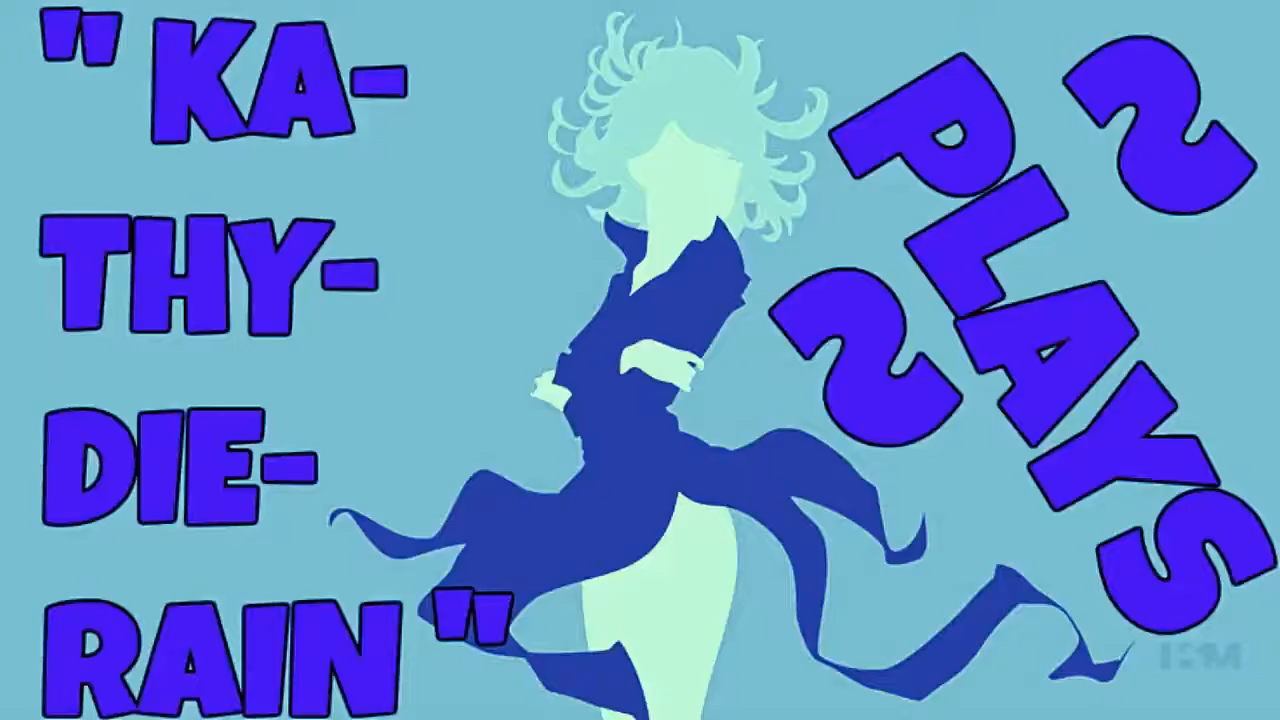 " KA-
THY-
DIE-
RAIN "
~
PLAYS
~